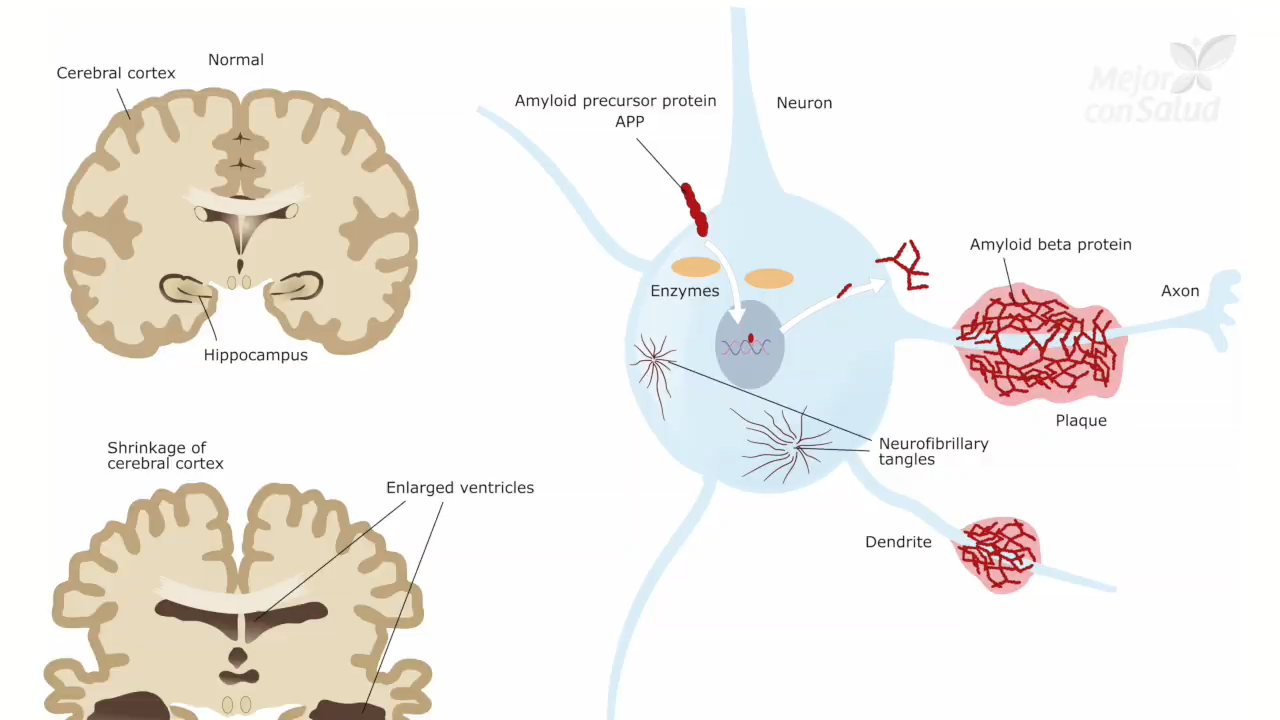 Normal
Cerebral cortex
Hippocampus
Shrinkage of
cerebral cortex
Enlarged ventricles
Amyloid precursor protein
APP
Neuron
Enzymes
Amyloid beta protein
Axon
Plaque
Neurofibrillary
tangles
Dendrite
Mejor
con Salud